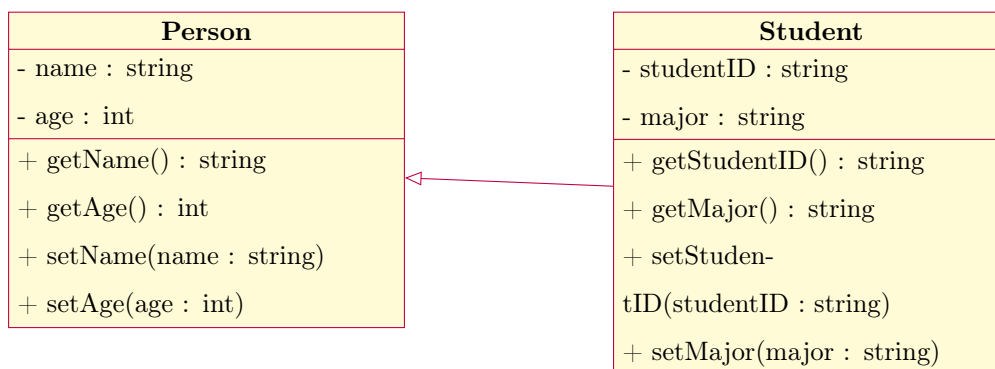 Person
- name : string
- age : int
+ getName() : string
+ getAge() : int
+ setName(name : string)
+ setAge(age : int)
Student
- studentID : string
- major : string
+ getStudentID() : string
+ getMajor() : string
+ setStuden-
tID(studentID : string)
+ setMajor(major : string)